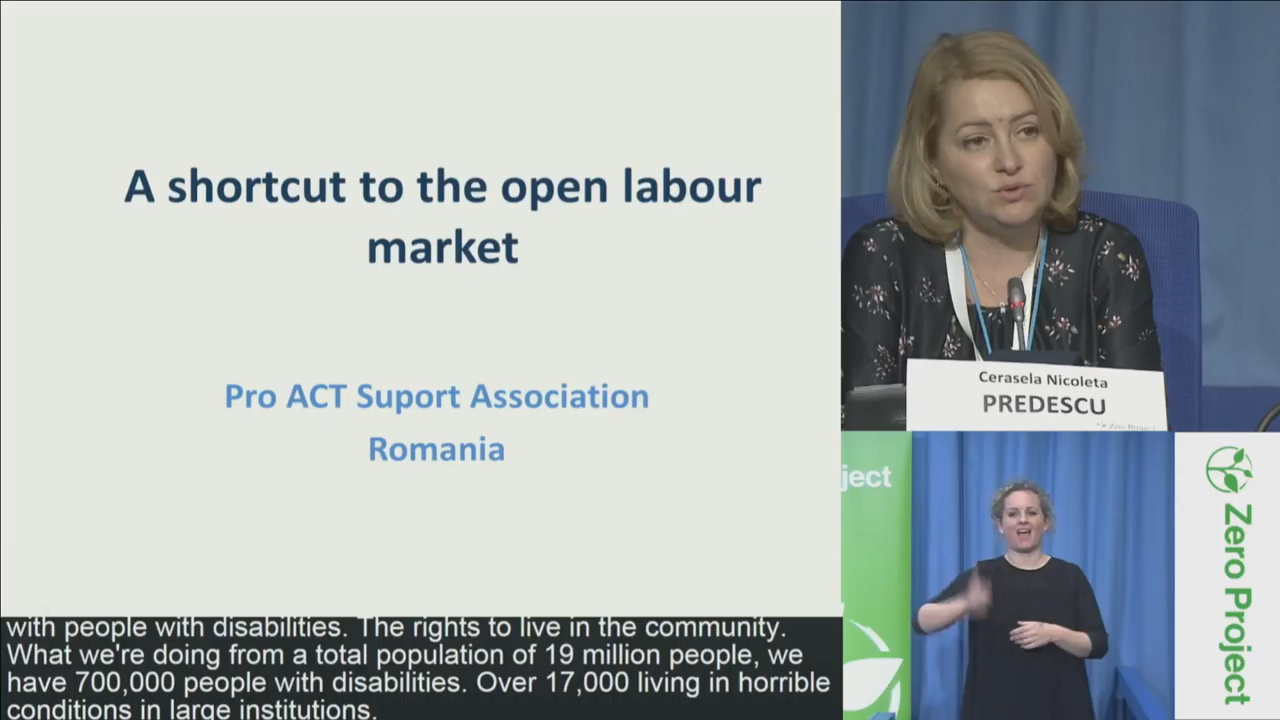 A shortcut to the open labour
market
Pro ACT Suport Association
Romania
with people with disabilities. The rights to live in the community.
What we're doing from a total population of 19 million people, we
have 700,000 people with disabilities. Over 17,000 living in horrible
conditions in large institutions.
Cerasela Nicoleta
PREDESCU
Zero Project
ject
Zero Project